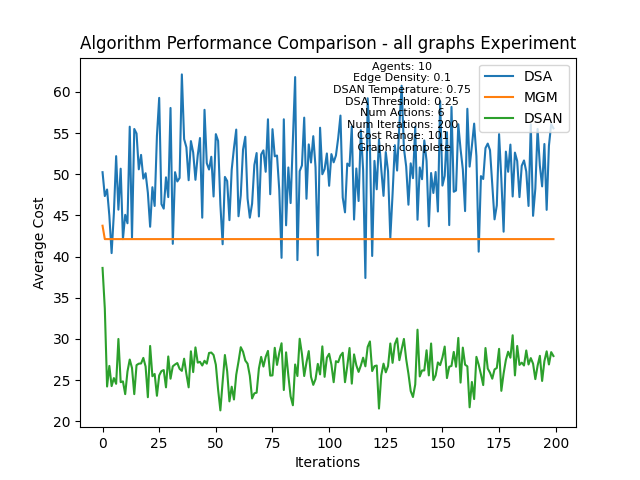 Algorithm Performance Comparison - all graphs Experiment
Agents: 10
Edge Density: 0.1
DSAN Temperature: 0.75
DSA Threshold: 0.25
Num Actions: 6
Num Iterations: 200
Cost Range: 101
Graph: complete
DSA
MGM
DSAN
Average Cost
60
55
50
45
40
35
30
25
20
0 25 50 75 100 125 150 175 200
Iterations